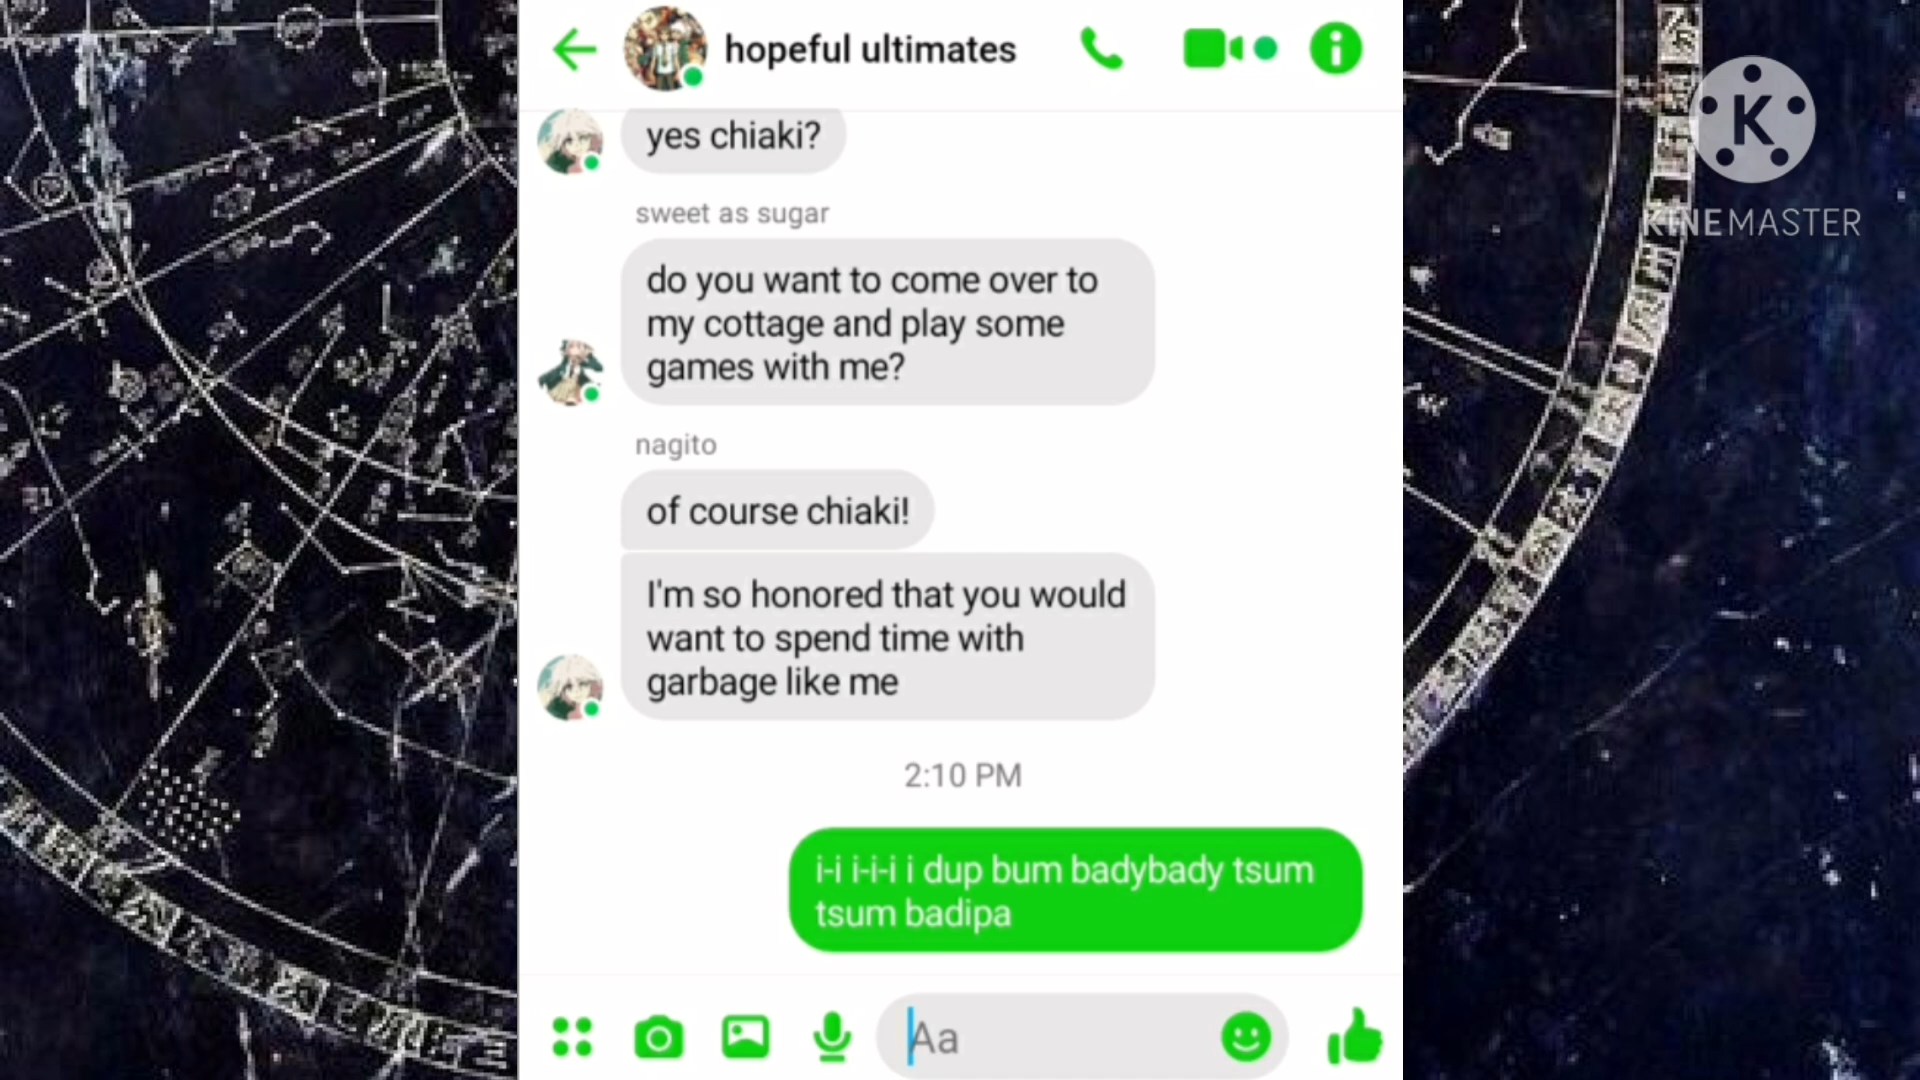 hopeful ultimates
yes chiaki?
sweet as sugar
do you want to come over to
my cottage and play some
games with me?
nagito
of course chiaki!
I'm so honored that you would
want to spend time with
garbage like me
2:10 PM
i-i i-i-i i dup bum badybady tsum
tsum badipa
Aa
K
KINEMASTER